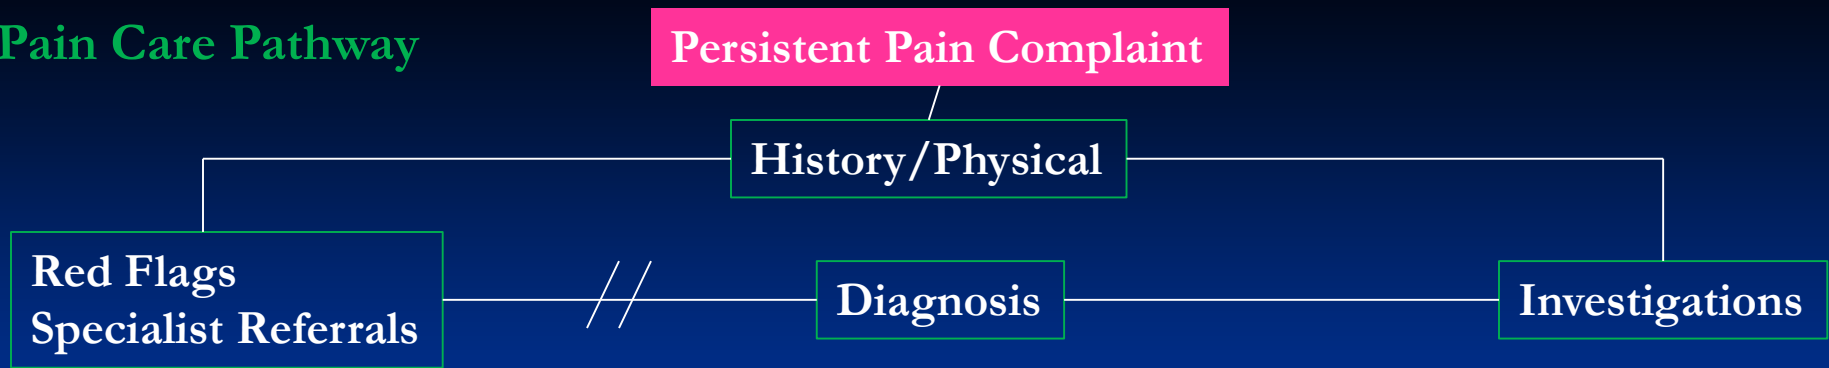 Pain Care Pathway
Persistent Pain Complaint
History/Physical
Red Flags
Specialist Referrals
Diagnosis
Investigations